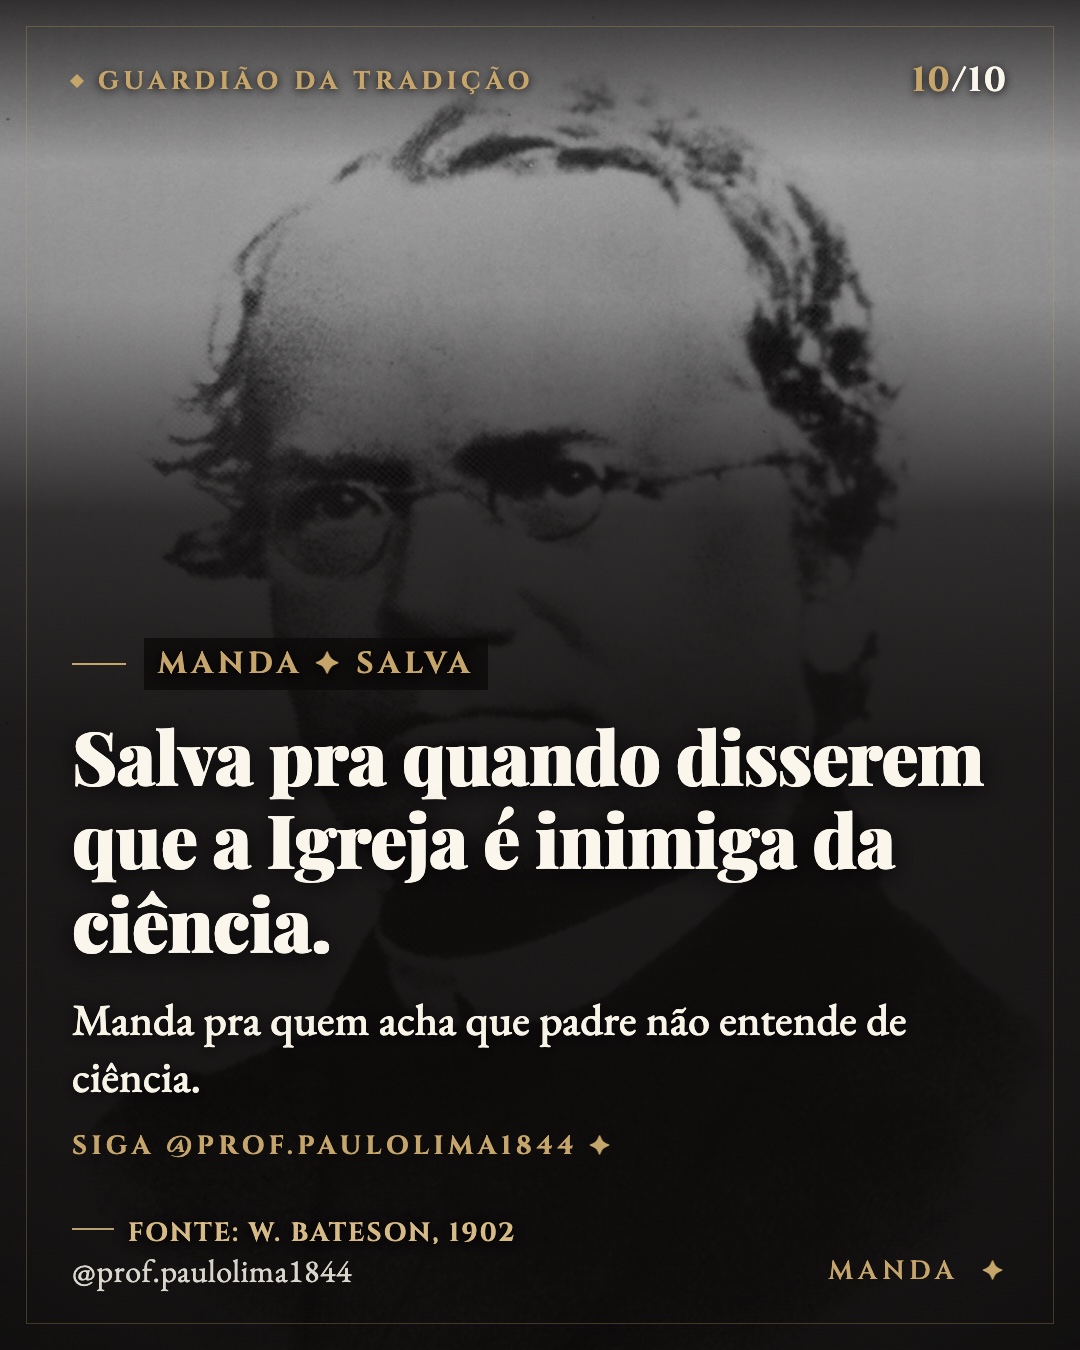 ◆ GUARDIÃO DA TRADIÇÃO
10/10
MANDA ✦ SALVA
Salva pra quando disserem
que a Igreja é inimiga da
ciência.
Manda pra quem acha que padre não entende de
ciência.
SIGA @PROF.PAULOLIMA1844 ✦
FONTE: W. BATESON, 1902
@prof.paulolima1844
MANDA ✦